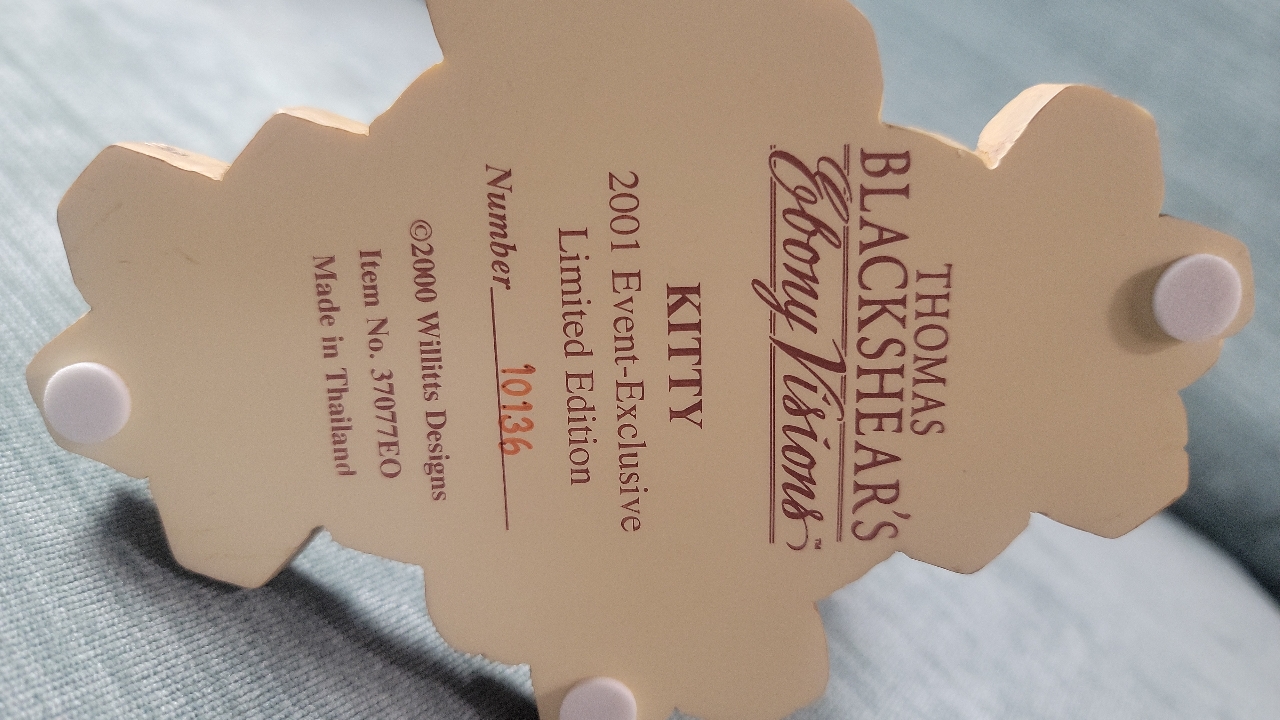 THOMAS
BLACKSHEAR'S
Ebony Visions™
KITTY
2001 Event-Exclusive
Limited Edition
Number 10136
©2000 Willitts Designs
Item No. 37077EO
Made in Thailand